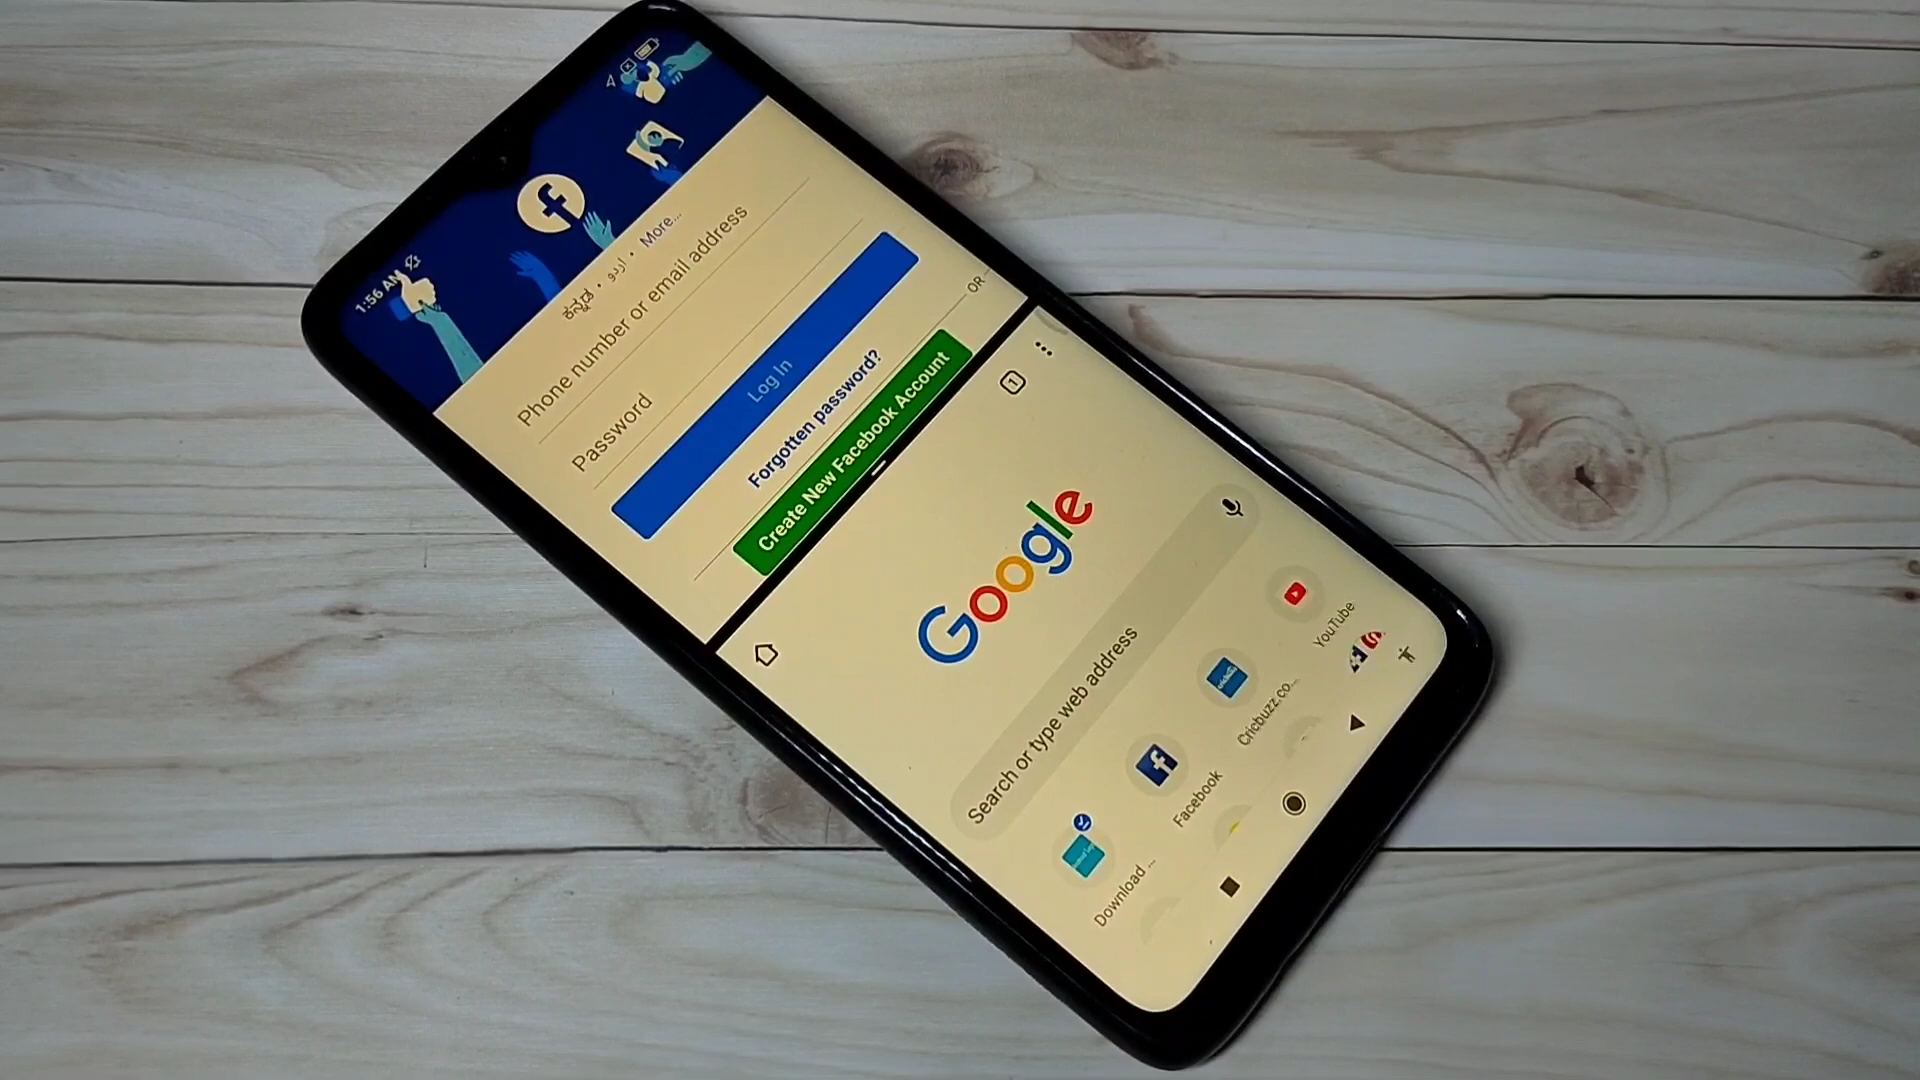 1:56 AM
ಕನ್ನಡ • اردو • More...
Phone number or email address
Password
Log In
Forgotten password?
OR
Create New Facebook Account
1
Google
Search or type web address
Download ...
Facebook
Cricbuzz.co...
YouTube